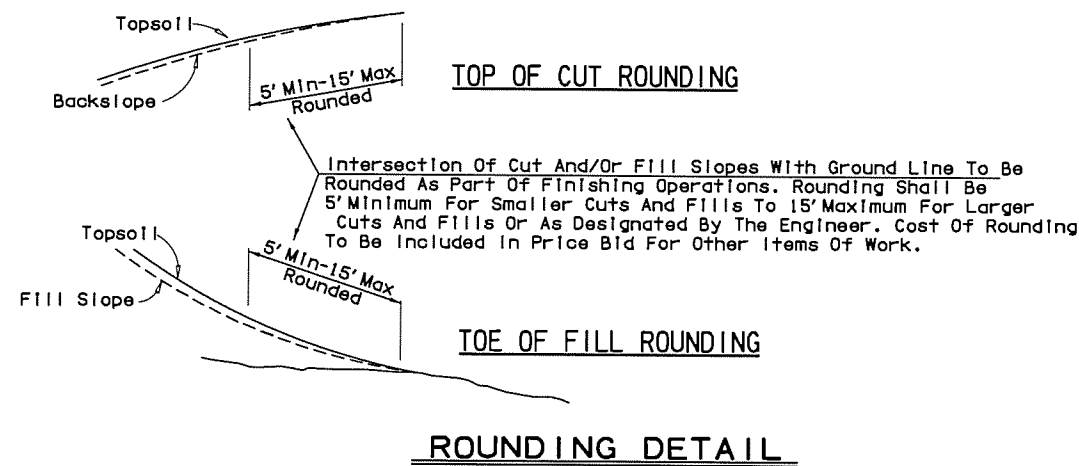 Topsoil
Backslope
5' Min-15' Max
Rounded
TOP OF CUT ROUNDING
Intersection Of Cut And/Or Fill Slopes With Ground Line To Be
Rounded As Part Of Finishing Operations. Rounding Shall Be
5' Minimum For Smaller Cuts And Fills To 15' Maximum For Larger
Cuts And Fills Or As Designated By The Engineer. Cost Of Rounding
To Be Included In Price Bid For Other Items Of Work.
Topsoil
Fill Slope
5' Min-15' Max
Rounded
TOE OF FILL ROUNDING
ROUNDING DETAIL